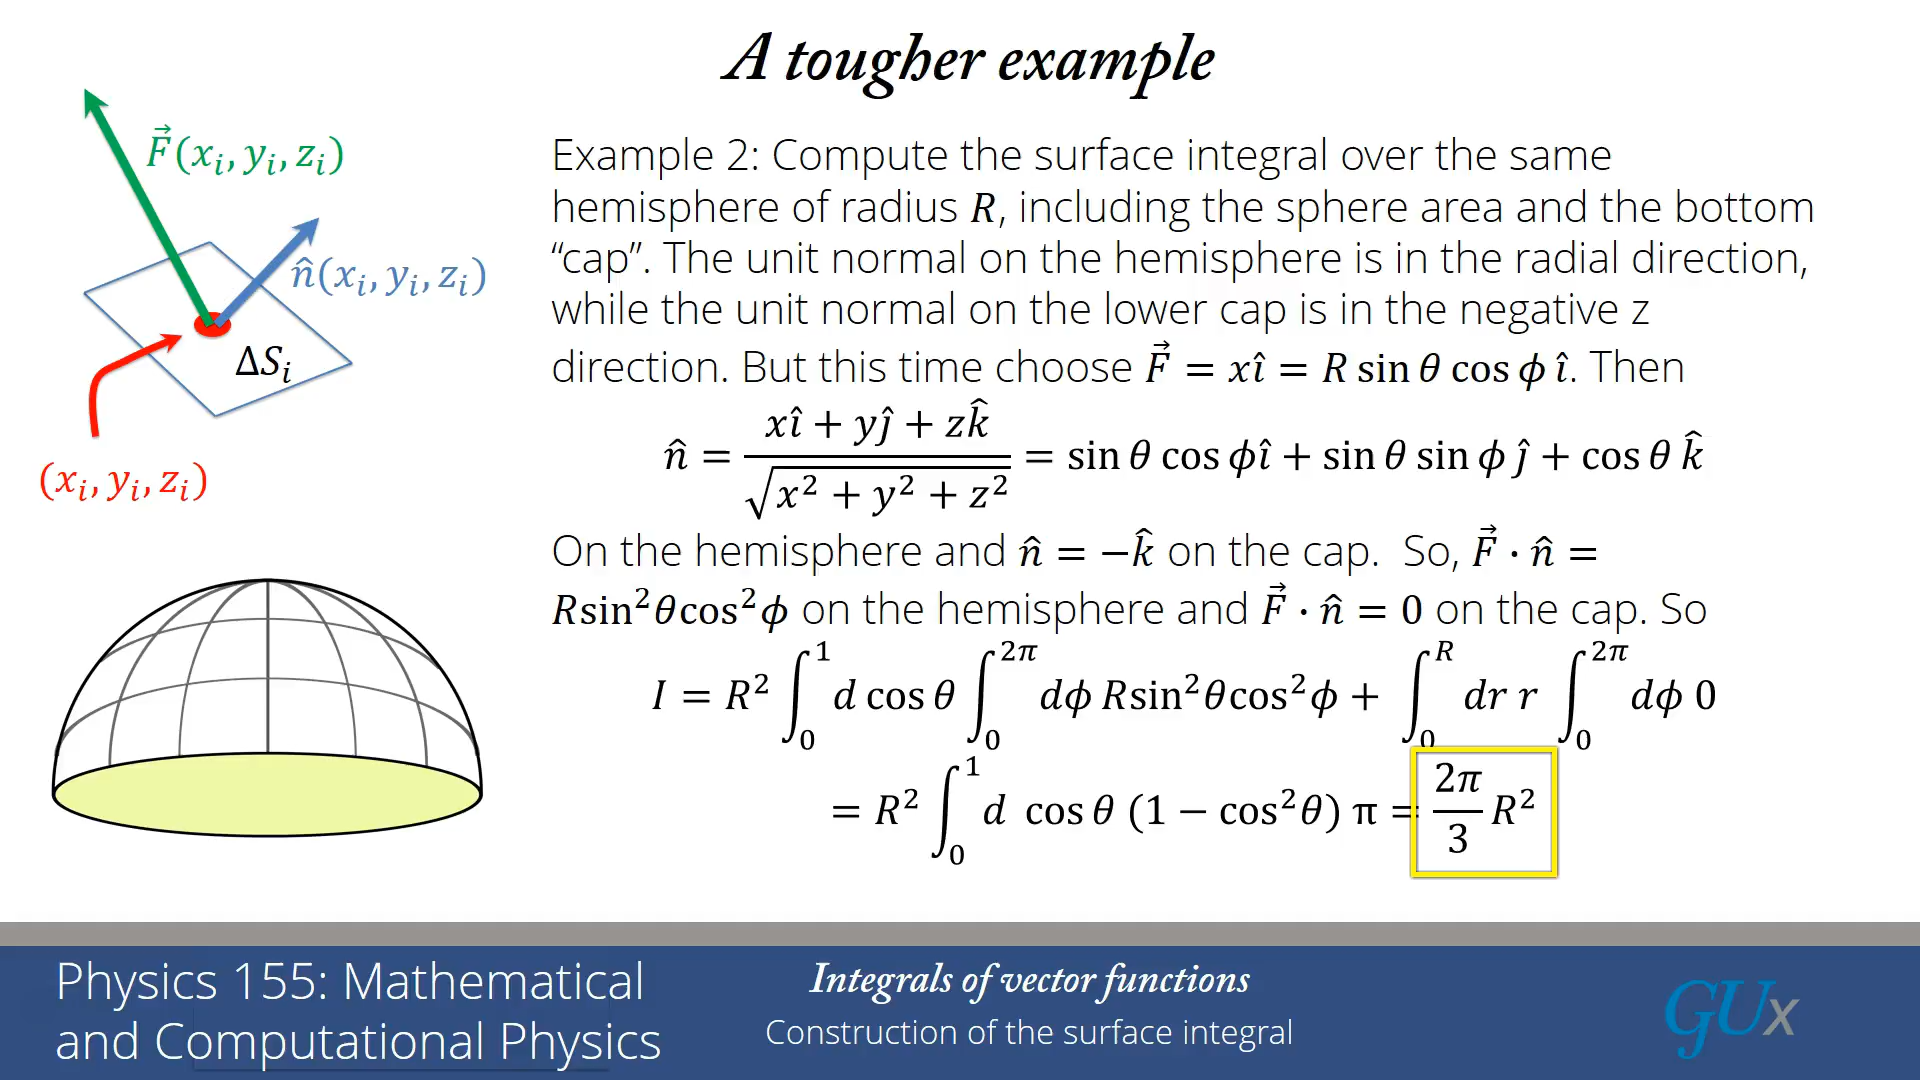 A tougher example
F⃗(xᵢ, yᵢ, zᵢ)
n̂(xᵢ, yᵢ, zᵢ)
ΔSᵢ
(xᵢ, yᵢ, zᵢ)
Example 2: Compute the surface integral over the same
hemisphere of radius R, including the sphere area and the bottom
“cap”. The unit normal on the hemisphere is in the radial direction,
while the unit normal on the lower cap is in the negative z
direction. But this time choose F⃗ = xî = R sin θ cos ϕ î. Then
n̂ = (xî + yĵ + zk̂) / √(x² + y² + z²) = sin θ cos ϕî + sin θ sin ϕ ĵ + cos θ k̂
On the hemisphere and n̂ = −k̂ on the cap. So, F⃗ · n̂ =
Rsin²θcos²ϕ on the hemisphere and F⃗ · n̂ = 0 on the cap. So
I = R² ∫₀¹ d cos θ ∫₀^2π dϕ Rsin²θcos²ϕ + ∫₀^R dr r ∫₀^2π dϕ 0
= R² ∫₀¹ d cos θ (1 − cos²θ) π = 2π/3 R²
Physics 155: Mathematical
and Computational Physics
Integrals of vector functions
Construction of the surface integral
GUx